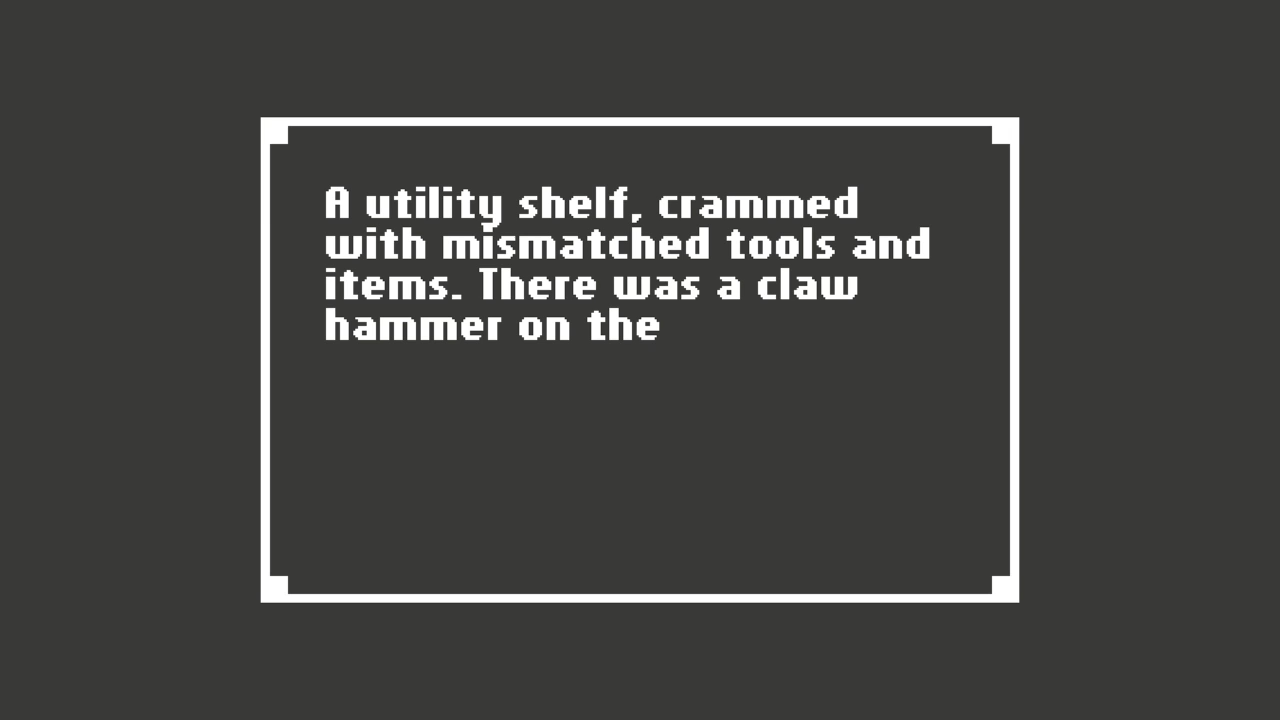 A utility shelf, crammed
with mismatched tools and
items. There was a claw
hammer on the